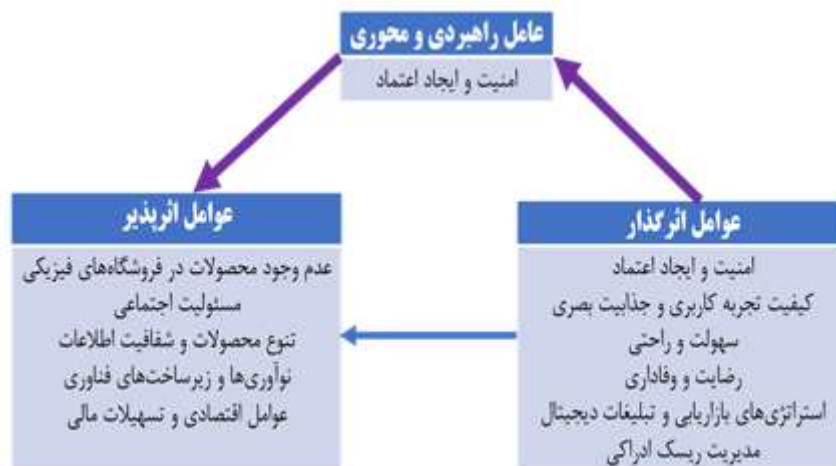 عامل راهبردی و محوری
امنیت و ایجاد اعتماد
عوامل اثرگذار
امنیت و ایجاد اعتماد
کیفیت تجربه کاربری و جذابیت بصری
سهولت و راحتی
رضایت و وفاداری
استراتژی‌های بازاریابی و تبلیغات دیجیتال
مدیریت ریسک ادراکی
عوامل اثرپذیر
عدم وجود محصولات در فروشگاه‌های فیزیکی
مسئولیت اجتماعی
تنوع محصولات و شفافیت اطلاعات
نوآوری‌ها و زیرساخت‌های فناوری
عوامل اقتصادی و تسهیلات مالی